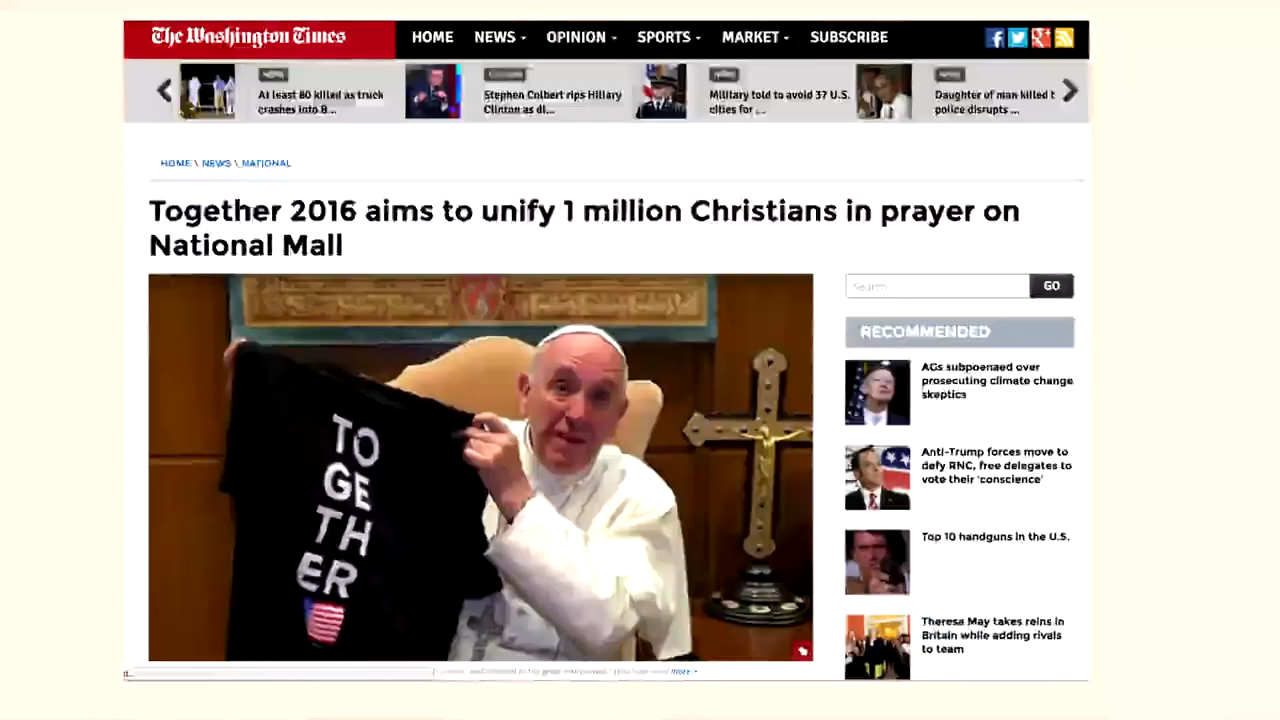 The Washington Times
HOME NEWS OPINION SPORTS MARKET SUBSCRIBE
At least 80 killed as truck
crashes into B...
Stephen Colbert rips Hillary
Clinton as di...
Military told to avoid 37 U.S.
cities for ...
Daughter of man killed t
police disrupts ...
HOME \ NEWS \ NATIONAL
Together 2016 aims to unify 1 million Christians in prayer on
National Mall
Search
GO
RECOMMENDED
TO
GE
TH
ER
AGs subpoenaed over
prosecuting climate change
skeptics
Anti-Trump forces move to
defy RNC, free delegates to
vote their 'conscience'
Top 10 handguns in the U.S.
Theresa May takes reins in
Britain while adding rivals
to team
more >